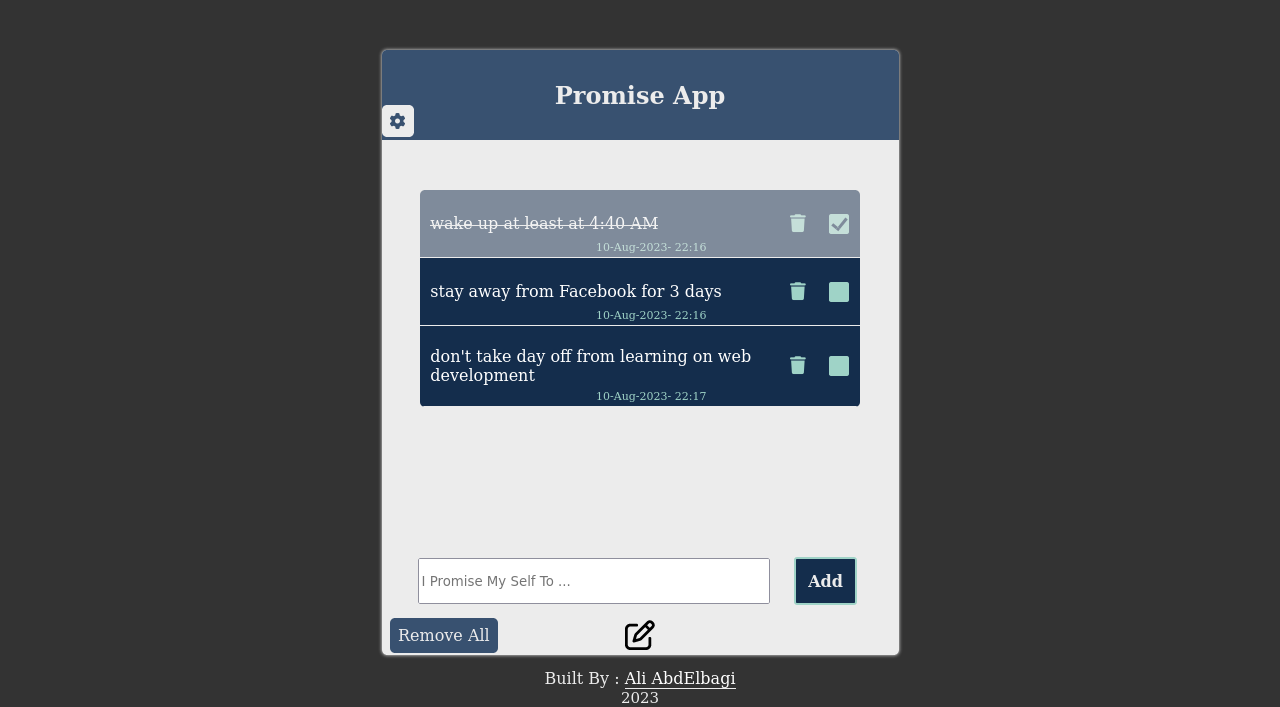 Promise App
wake up at least at 4:40 AM
10-Aug-2023- 22:16
stay away from Facebook for 3 days
10-Aug-2023- 22:16
don't take day off from learning on web
development
10-Aug-2023- 22:17
I Promise My Self To ...
Add
Remove All
Built By : Ali AbdElbagi
2023